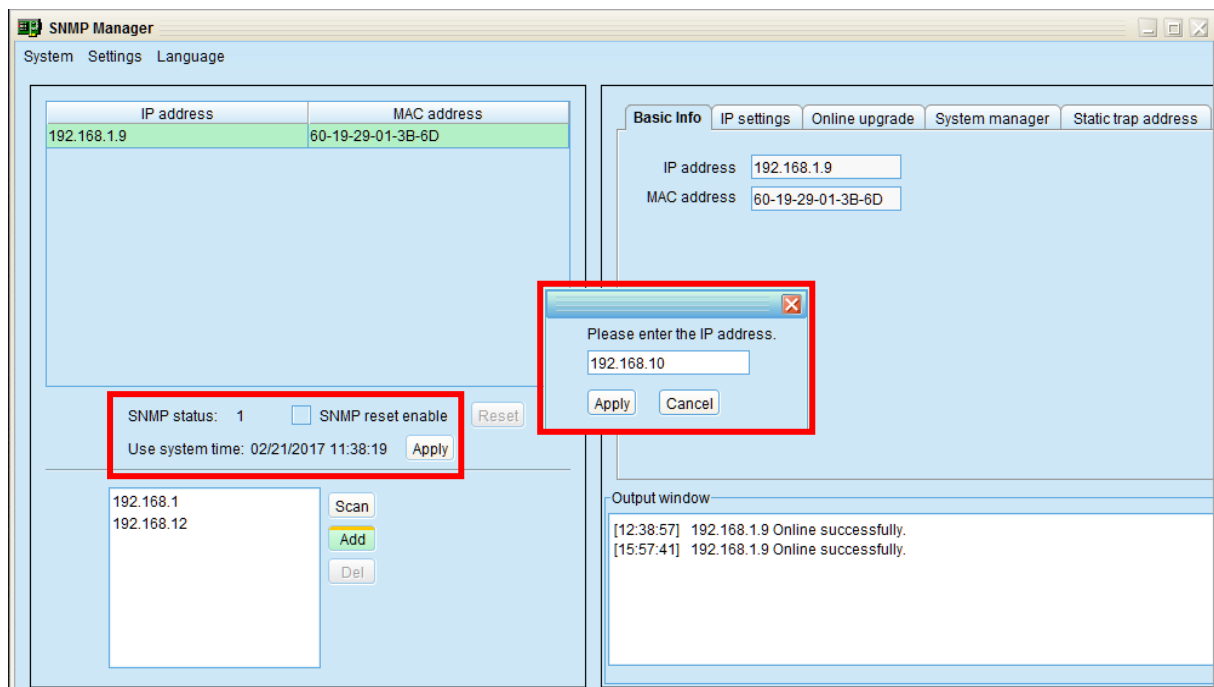 SNMP Manager
System Settings Language
IP address MAC address
192.168.1.9 60-19-29-01-3B-6D
SNMP status: 1 SNMP reset enable Reset
Use system time: 02/21/2017 11:38:19 Apply
192.168.1
192.168.12
Scan
Add
Del
Basic Info IP settings Online upgrade System manager Static trap address
IP address 192.168.1.9
MAC address 60-19-29-01-3B-6D
Please enter the IP address.
192.168.10
Apply Cancel
Output window
[12:38:57] 192.168.1.9 Online successfully.
[15:57:41] 192.168.1.9 Online successfully.